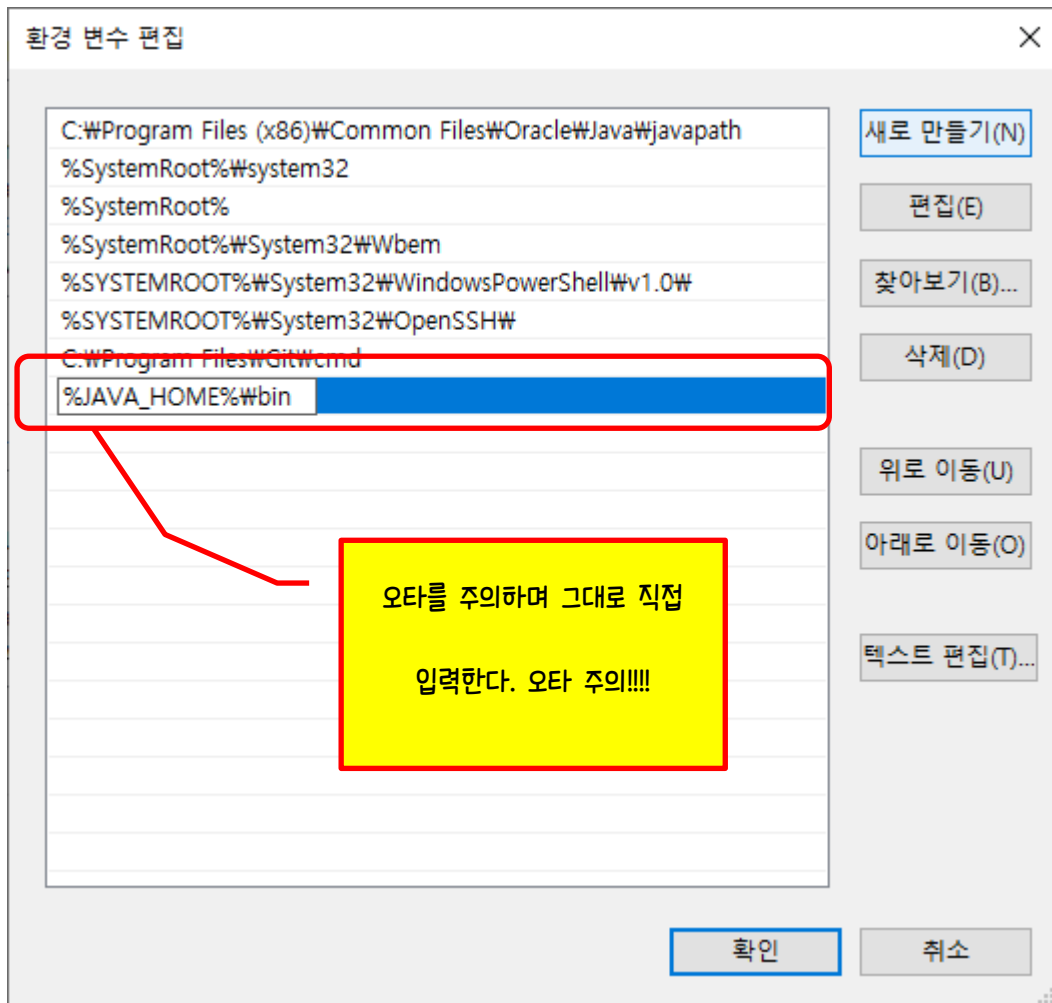 환경 변수 편집
C:₩Program Files (x86)₩Common Files₩Oracle₩Java₩javapath
%SystemRoot%₩system32
%SystemRoot%
%SystemRoot%₩System32₩Wbem
%SYSTEMROOT%₩System32₩WindowsPowerShell₩v1.0₩
%SYSTEMROOT%₩System32₩OpenSSH₩
C:₩Program Files₩Git₩cmd
%JAVA_HOME%₩bin
새로 만들기(N)
편집(E)
찾아보기(B)...
삭제(D)
위로 이동(U)
아래로 이동(O)
텍스트 편집(T)...
오타를 주의하며 그대로 직접
입력한다. 오타 주의!!!!
확인
취소